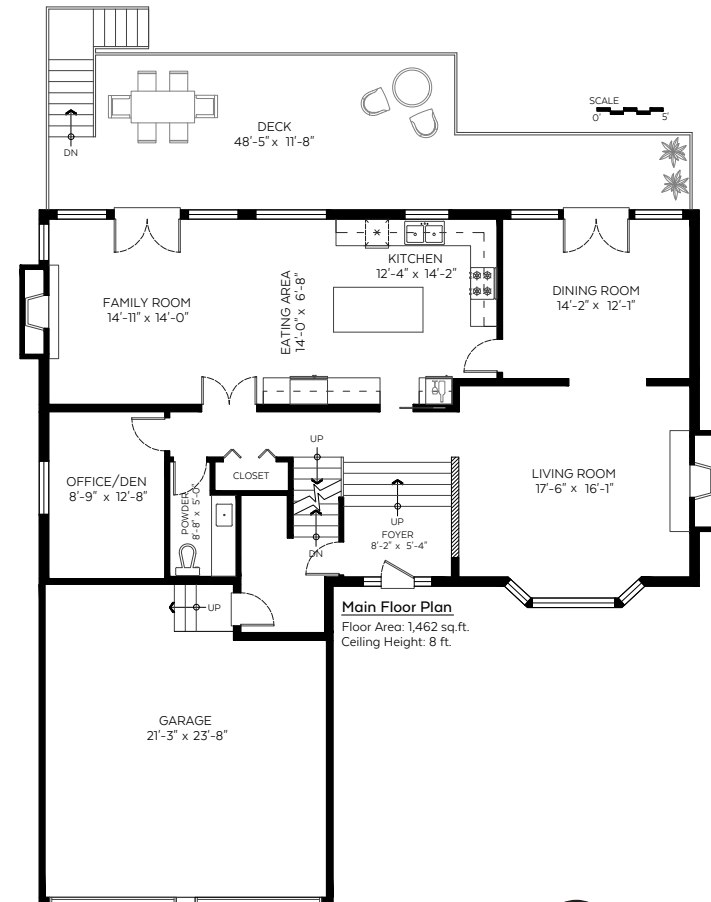 SCALE
0' 5'
DECK
48'-5" x 11'-8"
DN
KITCHEN
12'-4" x 14'-2"
FAMILY ROOM
14'-11" x 14'-0"
EATING AREA
14'-0" x 6'-8"
DINING ROOM
14'-2" x 12'-1"
UP
OFFICE/DEN
8'-9" x 12'-8"
CLOSET
LIVING ROOM
17'-6" x 16'-1"
POWDER
8'-8" x 5'-0"
UP
FOYER
8'-2" x 5'-4"
DN
UP
Main Floor Plan
Floor Area: 1,462 sq.ft.
Ceiling Height: 8 ft.
GARAGE
21'-3" x 23'-8"